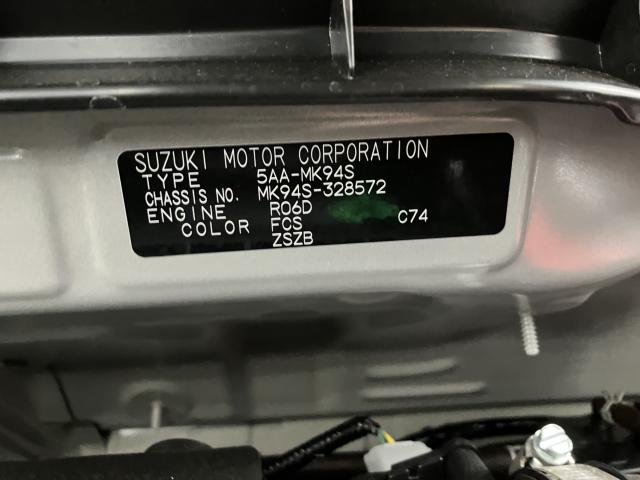 SUZUKI MOTOR CORPORATION
TYPE 5AA-MK94S
CHASSIS NO. MK94S-328572
ENGINE R06D C74
COLOR FCS
ZSZB